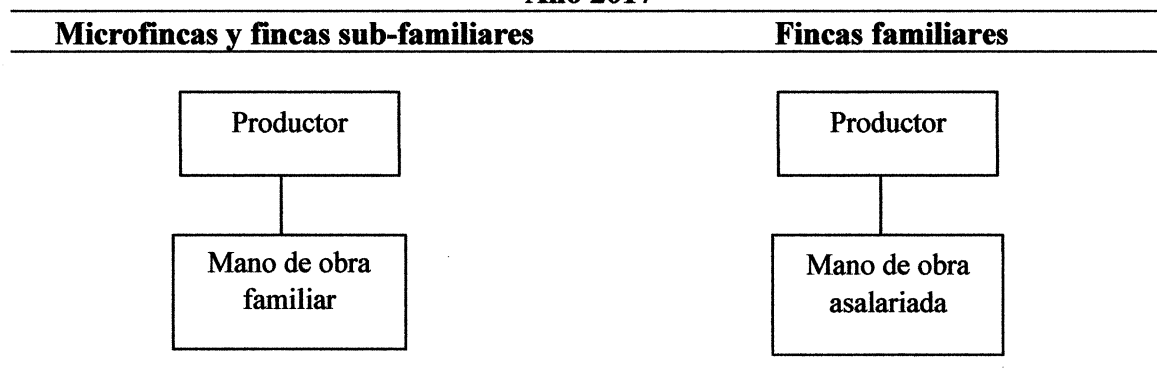 Microfincas y fincas sub-familiares Fincas familiares
Productor Productor
Mano de obra Mano de obra
familiar asalariada